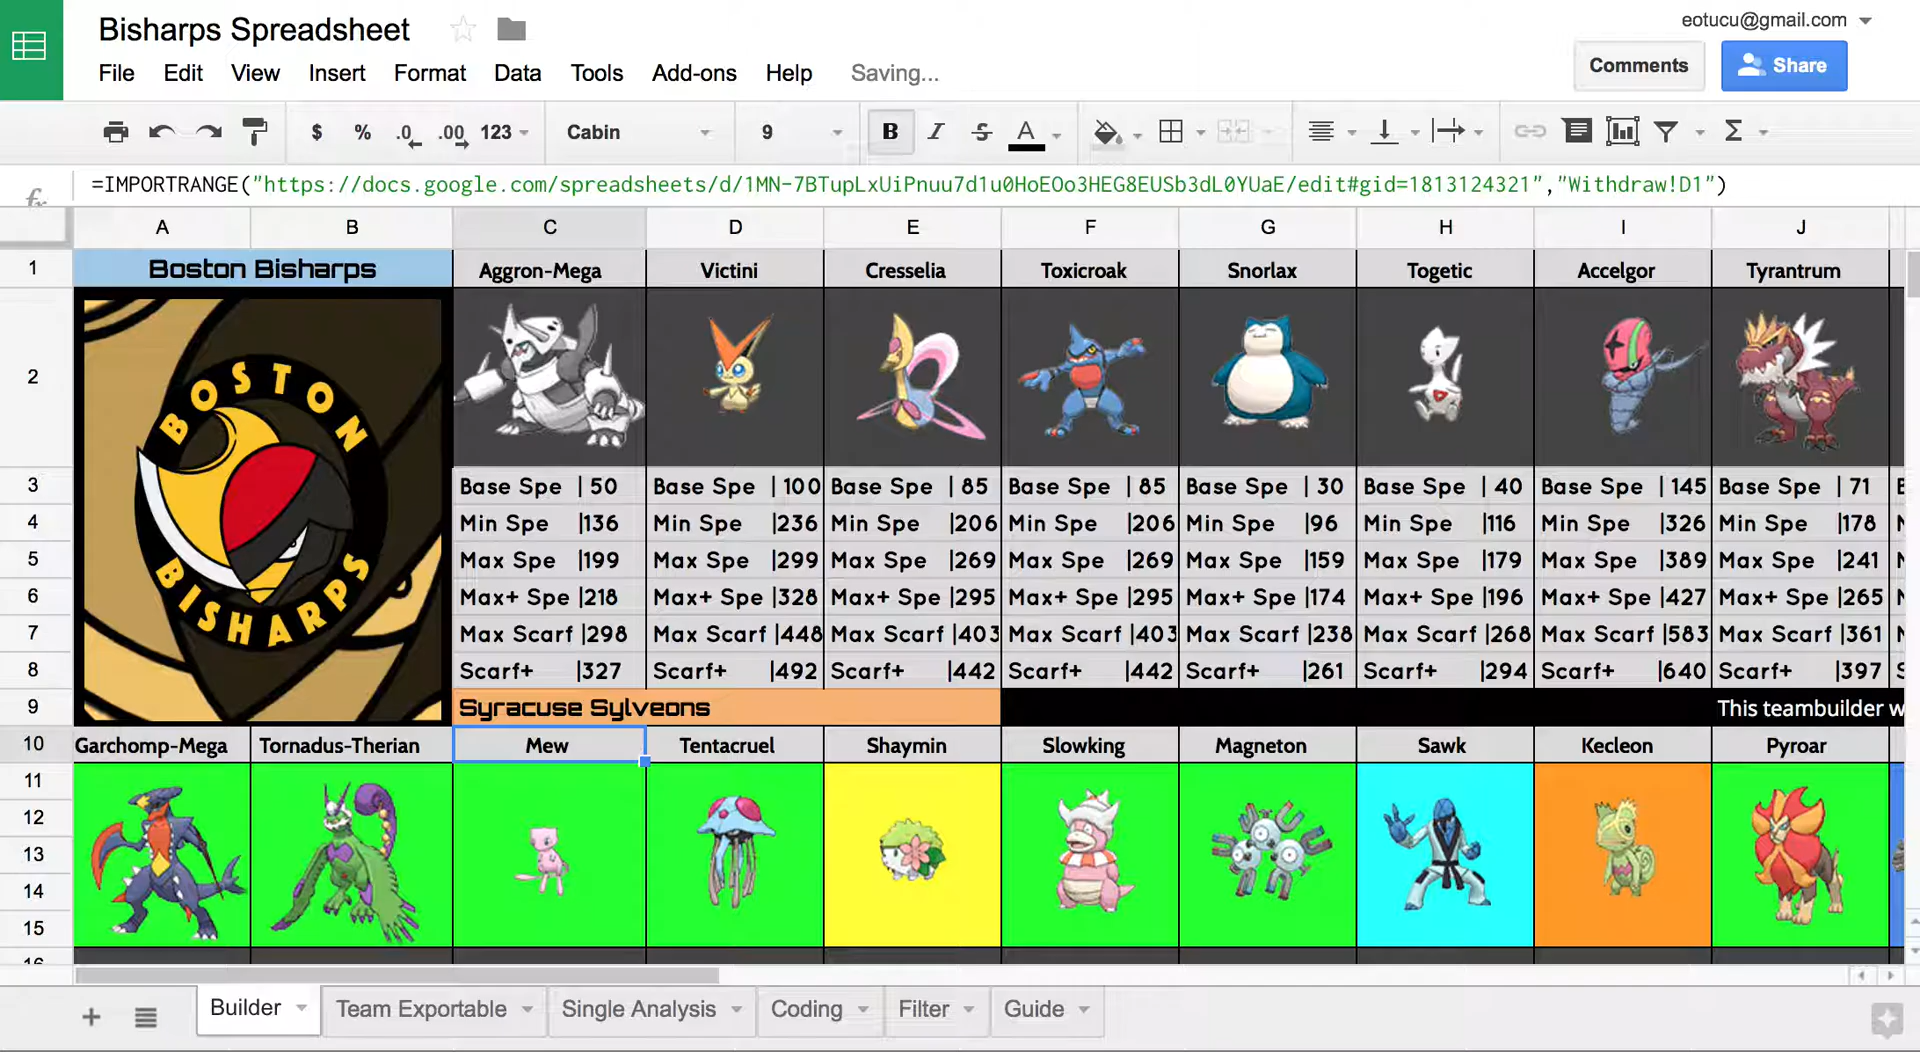 Bisharps Spreadsheet
eotucu@gmail.com
File Edit View Insert Format Data Tools Add-ons Help Saving...
Comments
Share
$ % .0 .00 123 Cabin 9 B I S A Σ
fx =IMPORTRANGE("https://docs.google.com/spreadsheets/d/1MN-7BTupLxUiPnuu7d1u0HoEOo3HEG8EUSb3dL0YUaE/edit#gid=1813124321","Withdraw!D1")
A B C D E F G H I J
1 Boston Bisharps Aggron-Mega Victini Cresselia Toxicroak Snorlax Togetic Accelgor Tyrantrum
2
BOSTON
BISHARPS
3 Base Spe | 50 Base Spe | 100 Base Spe | 85 Base Spe | 85 Base Spe | 30 Base Spe | 40 Base Spe | 145 Base Spe | 71
4 Min Spe |136 Min Spe |236 Min Spe |206 Min Spe |206 Min Spe |96 Min Spe |116 Min Spe |326 Min Spe |178
5 Max Spe |199 Max Spe |299 Max Spe |269 Max Spe |269 Max Spe |159 Max Spe |179 Max Spe |389 Max Spe |241
6 Max+ Spe |218 Max+ Spe |328 Max+ Spe |295 Max+ Spe |295 Max+ Spe |174 Max+ Spe |196 Max+ Spe |427 Max+ Spe |265
7 Max Scarf |298 Max Scarf |448 Max Scarf |403 Max Scarf |403 Max Scarf |238 Max Scarf |268 Max Scarf |583 Max Scarf |361
8 Scarf+ |327 Scarf+ |492 Scarf+ |442 Scarf+ |442 Scarf+ |261 Scarf+ |294 Scarf+ |640 Scarf+ |397
9 Syracuse Sylveons This teambuilder w
10 Garchomp-Mega Tornadus-Therian Mew Tentacruel Shaymin Slowking Magneton Sawk Kecleon Pyroar
11
12
13
14
15
16
Builder Team Exportable Single Analysis Coding Filter Guide